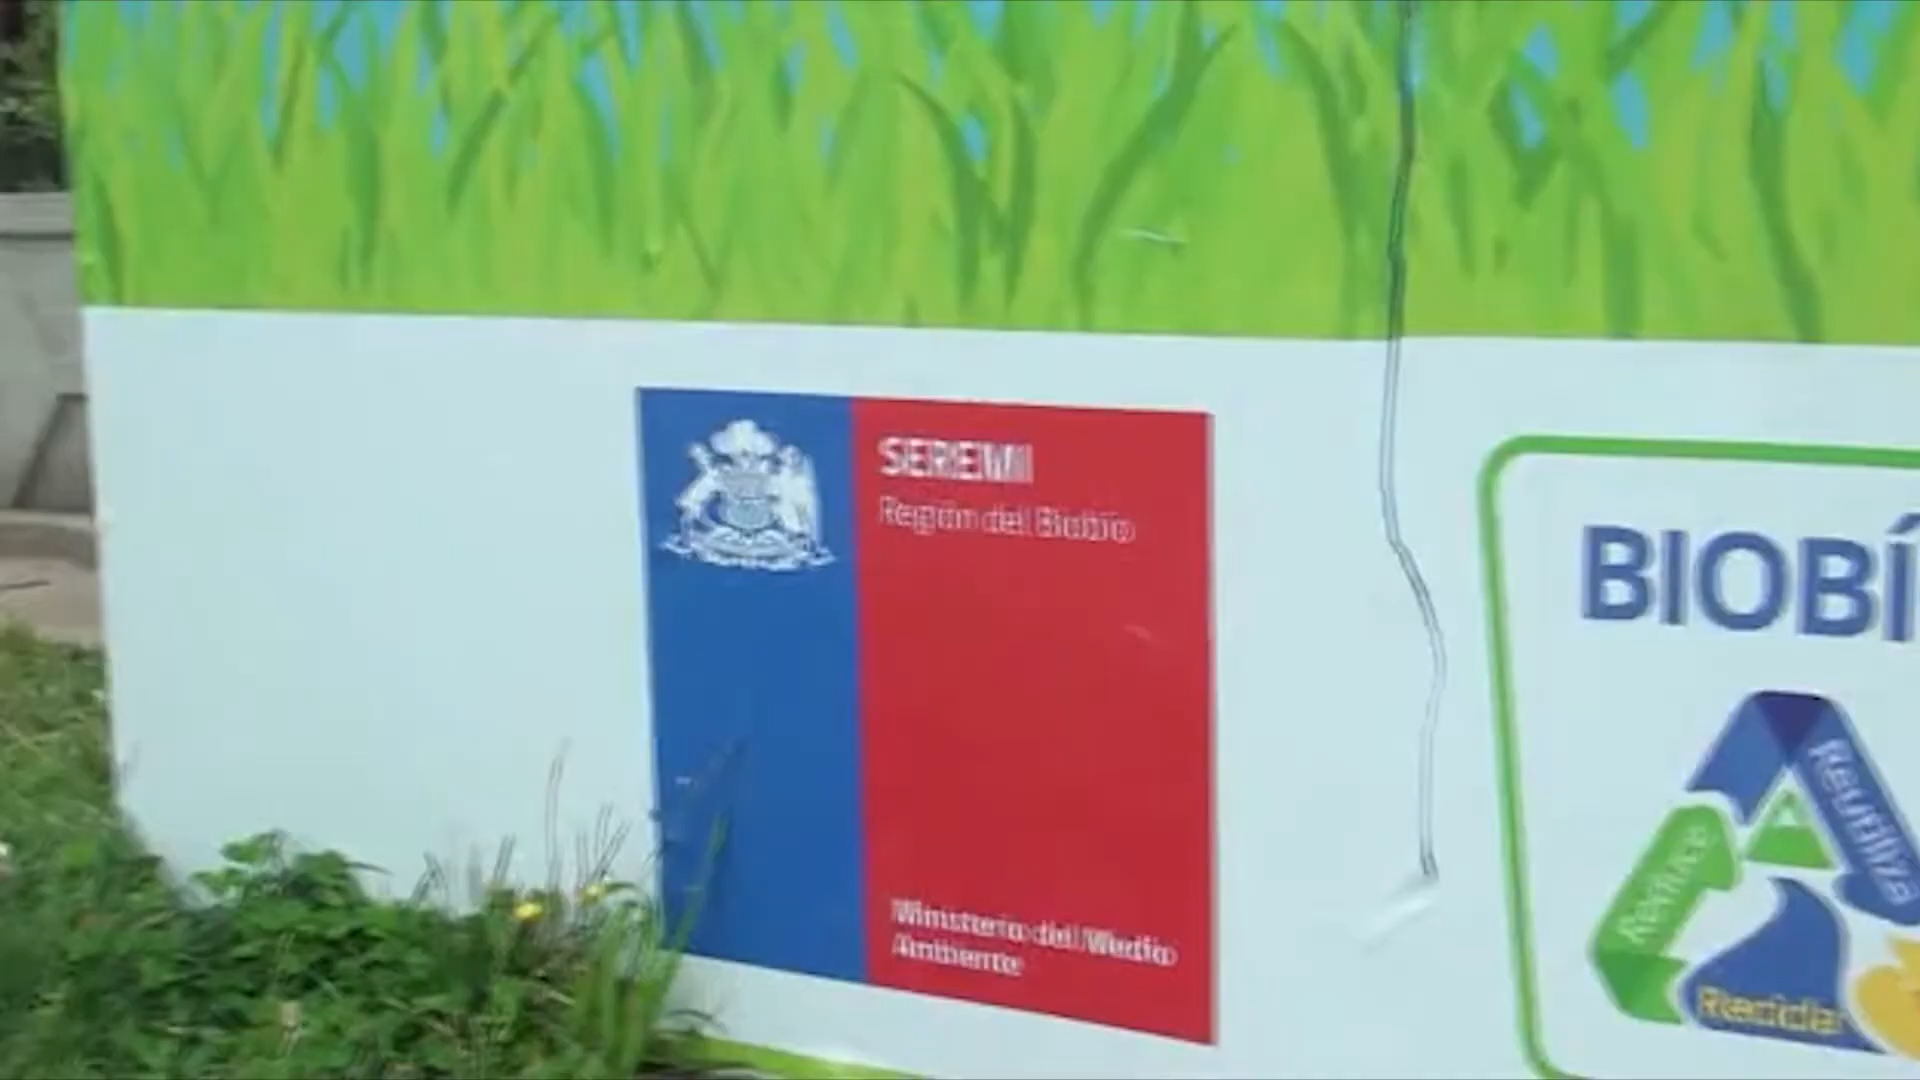 SEREMI
Región del Biobío
Ministerio del Medio
Ambiente
BIOBÍ
Reutiliza
Reduce
Recicla